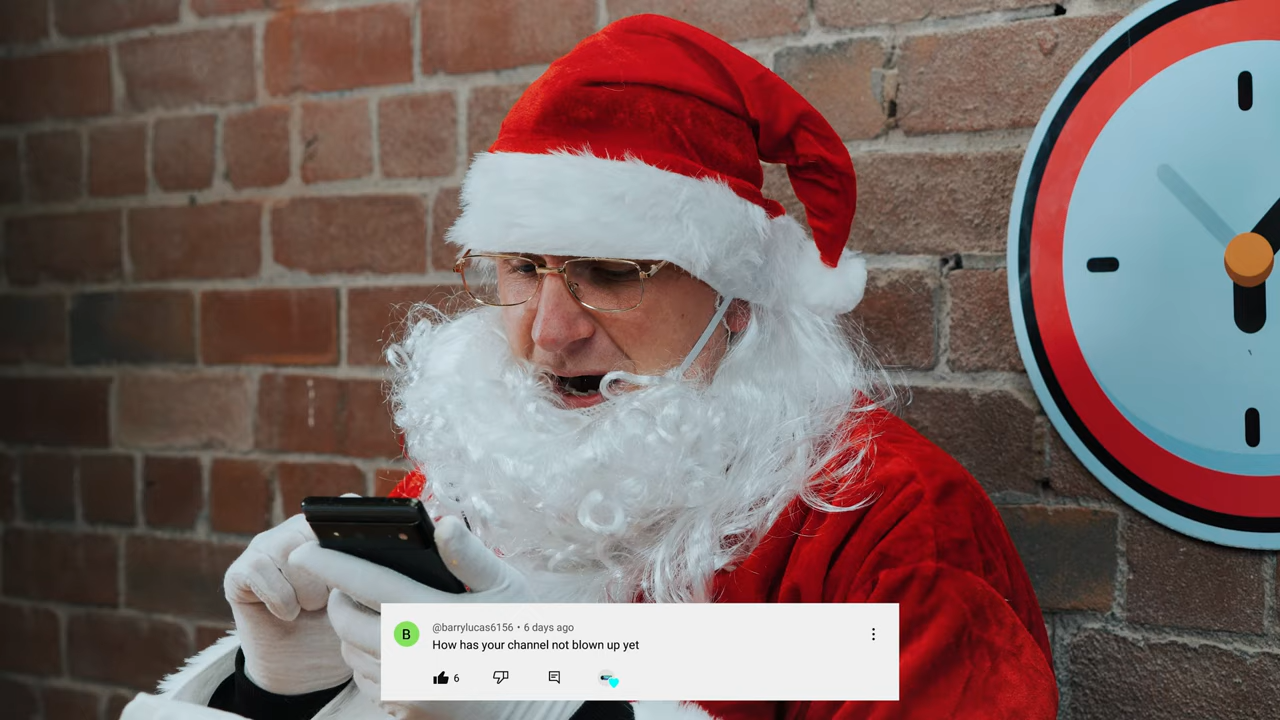 B
@barrylucas6156 • 6 days ago
How has your channel not blown up yet
6